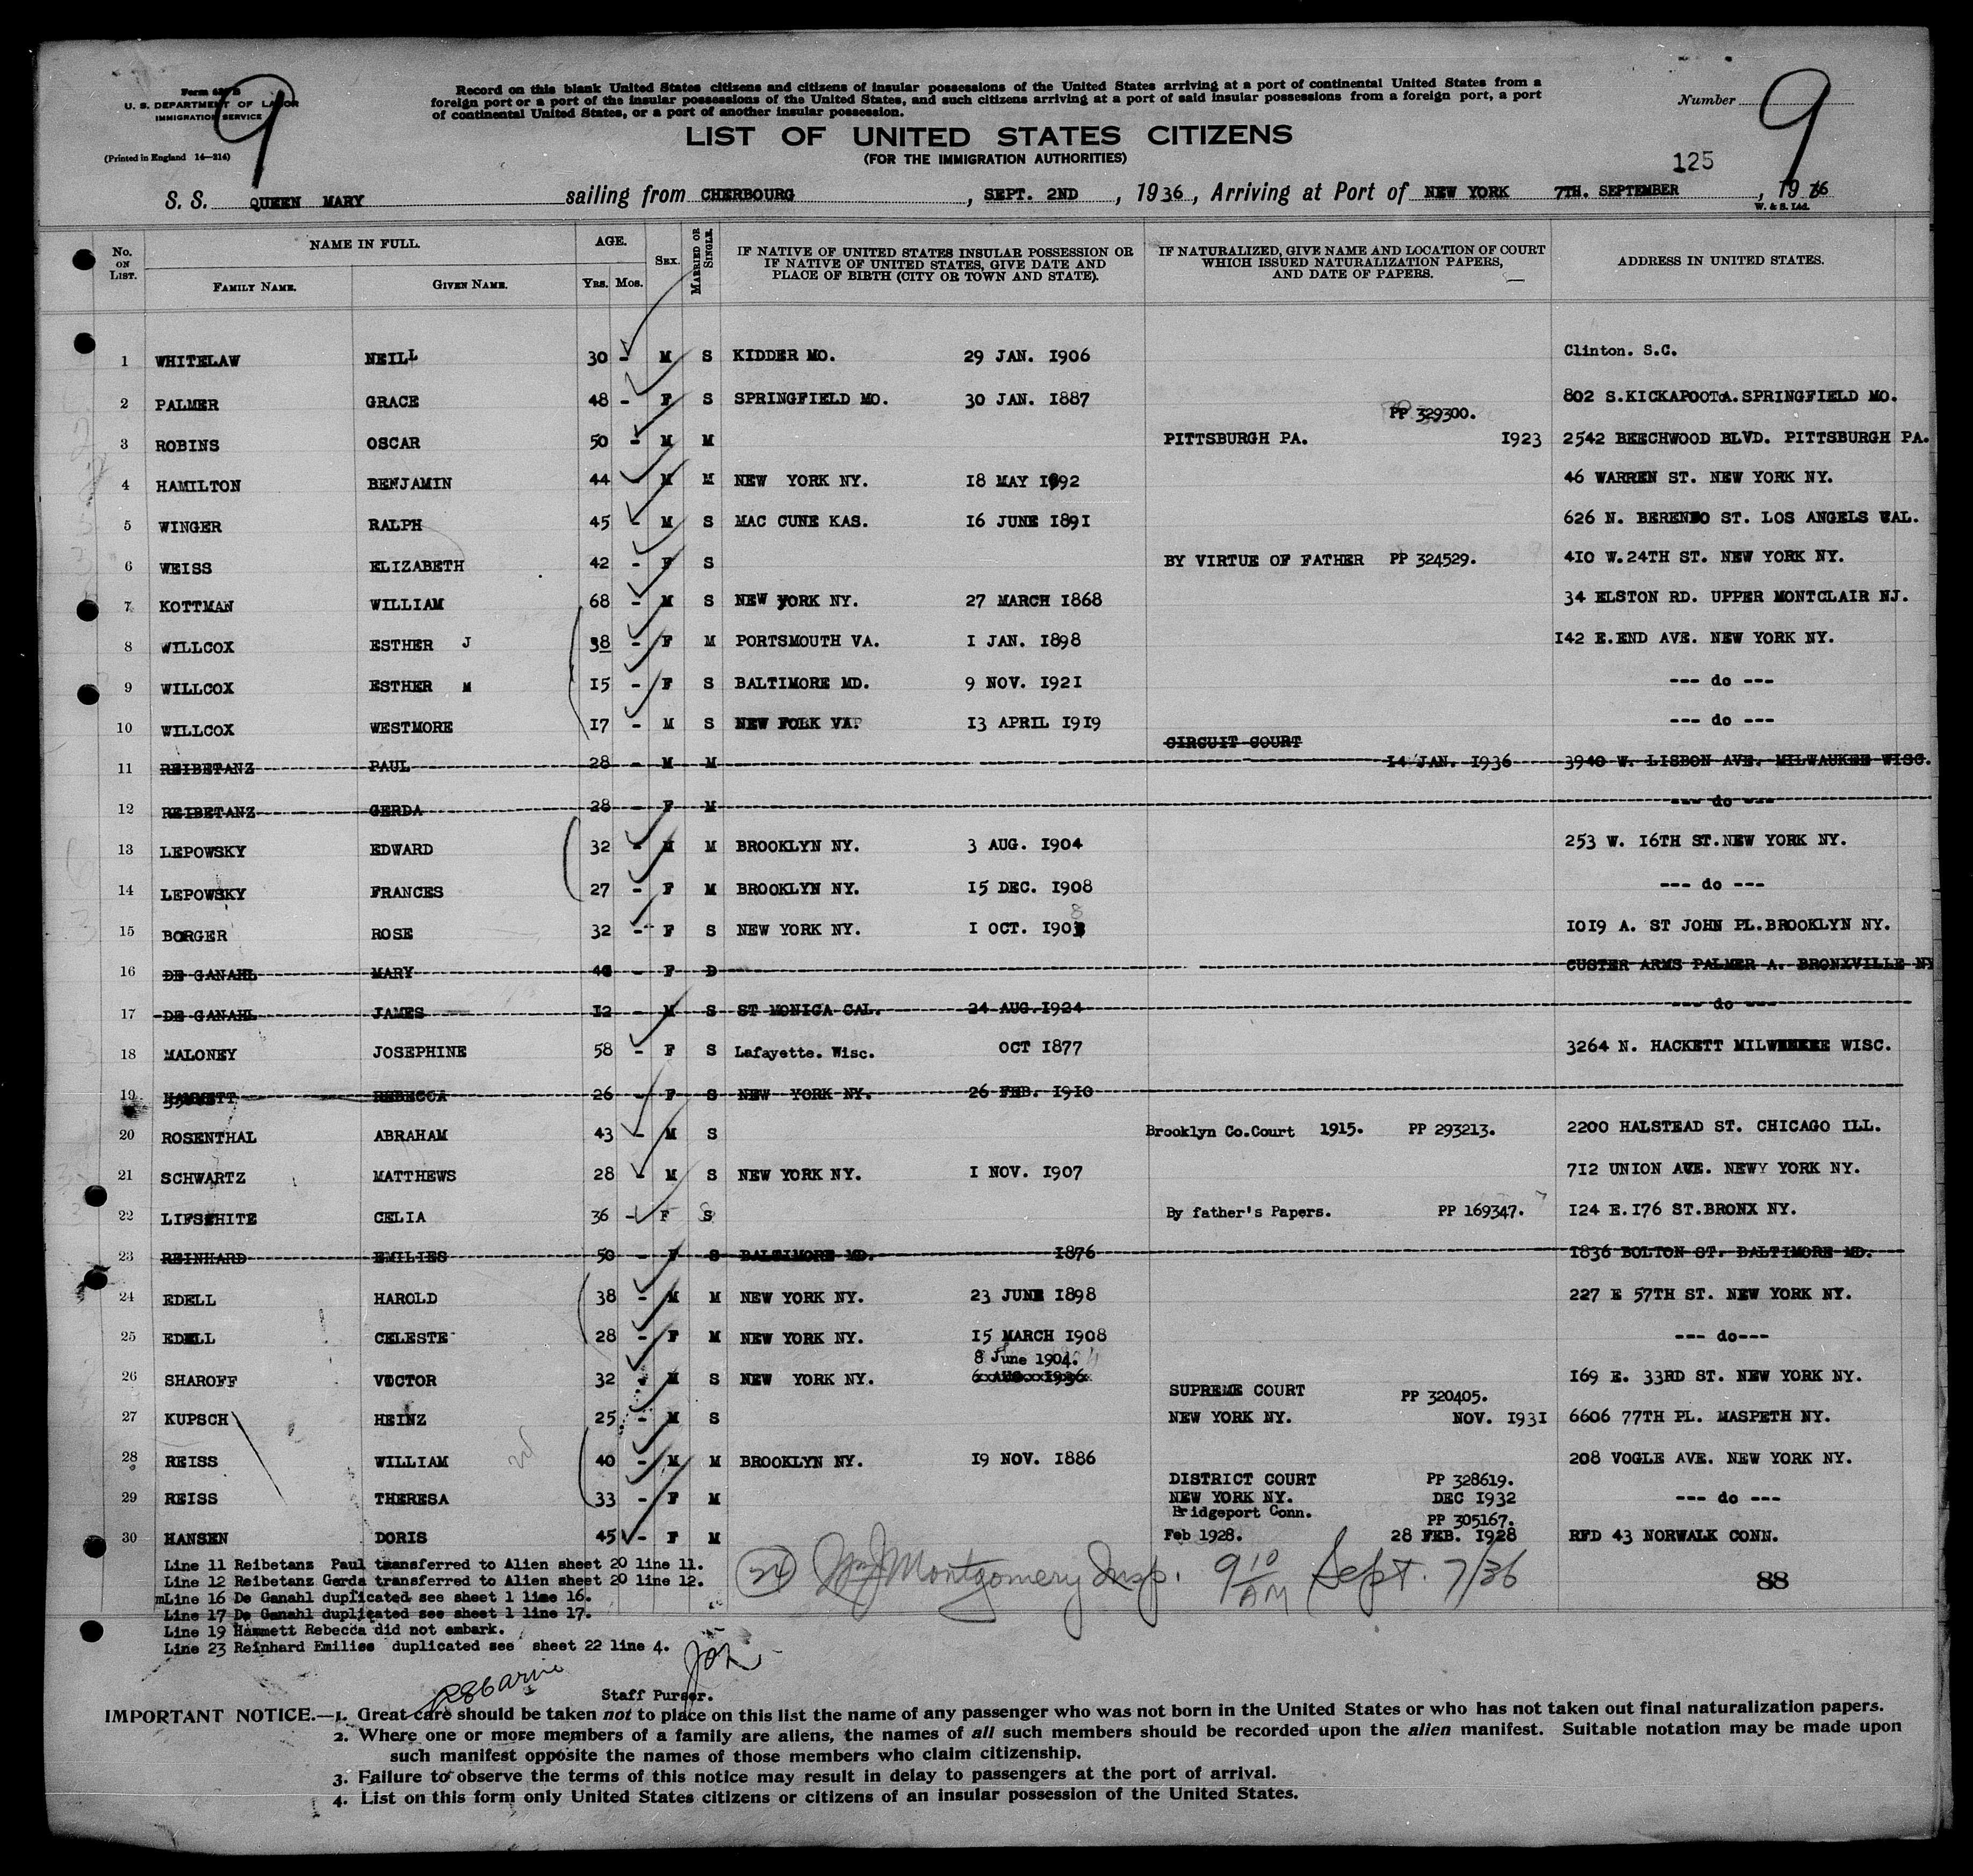 9
Form 630 B
U. S. DEPARTMENT OF LABOR
IMMIGRATION SERVICE
(Printed in England 14—214)
Record on this blank United States citizens and citizens of insular possessions of the United States arriving at a port of continental United States from a
foreign port or a port of the insular possessions of the United States, and such citizens arriving at a port of said insular possessions from a foreign port, a port
of continental United States, or a port of another insular possession.
Number 9
LIST OF UNITED STATES CITIZENS
(FOR THE IMMIGRATION AUTHORITIES)
125
S. S. QUEEN MARY sailing from CHERBOURG, SEPT. 2ND, 1936, Arriving at Port of NEW YORK 7TH. SEPTEMBER, 1936
W. & S. Ltd.
No. ON LIST. NAME IN FULL. FAMILY NAME. GIVEN NAME. AGE. YRS. MOS. SEX. MARRIED OR SINGLE. IF NATIVE OF UNITED STATES INSULAR POSSESSION OR IF NATIVE OF UNITED STATES, GIVE DATE AND PLACE OF BIRTH (CITY OR TOWN AND STATE). IF NATURALIZED, GIVE NAME AND LOCATION OF COURT WHICH ISSUED NATURALIZATION PAPERS, AND DATE OF PAPERS. ADDRESS IN UNITED STATES.
1 WHITELAW NEILL 30 - M S KIDDER MO. 29 JAN. 1906 Clinton. S.C.
2 PALMER GRACE 48 - F S SPRINGFIELD MO. 30 JAN. 1887 802 S.KICKAPOOTA.SPRINGFIELD MO.
PP 329300.
3 ROBINS OSCAR 50 - M M PITTSBURGH PA. 1923 2542 BEECHWOOD BLVD. PITTSBURGH PA.
4 HAMILTON BENJAMIN 44 M M NEW YORK NY. 18 MAY 1892 46 WARREN ST. NEW YORK NY.
5 WINGER RALPH 45 - M S MAC CUNE KAS. 16 JUNE 1891 626 N. BERENDO ST. LOS ANGELS CAL.
6 WEISS ELIZABETH 42 - F S BY VIRTUE OF FATHER PP 324529. 410 W.24TH ST. NEW YORK NY.
7 KOTTMAN WILLIAM 68 - M S NEW YORK NY. 27 MARCH 1868 34 ELSTON RD. UPPER MONTCLAIR NJ.
8 WILLCOX ESTHER J 38 - F M PORTSMOUTH VA. 1 JAN. 1898 142 E.END AVE. NEW YORK NY.
9 WILLCOX ESTHER M 15 - F S BALTIMORE MD. 9 NOV. 1921 --- do ---
10 WILLCOX WESTMORE 17 - M S NEW FOLK VA. 13 APRIL 1919 --- do ---
CIRCUIT COURT
11 REIBETANZ PAUL 28 - M M 14 JAN. 1936 3940 W. LISBON AVE. MILWAUKEE WISC.
12 REIBETANZ GERDA 28 - F M --- do ---
13 LEPOWSKY EDWARD 32 - M M BROOKLYN NY. 3 AUG. 1904 253 W. 16TH ST.NEW YORK NY.
14 LEPOWSKY FRANCES 27 - F M BROOKLYN NY. 15 DEC. 1908 --- do ---
15 BORGER ROSE 32 - F S NEW YORK NY. 1 OCT. 1903 8 1019 A. ST JOHN PL.BROOKLYN NY.
16 DE GANAHL MARY - F D CUSTER ARMS PALMER A. BRONXVILLE NY
17 DE GANAHL JAMES 12 - M S ST MONICA CAL. 24 AUG.1924 --- do ---
18 MALONEY JOSEPHINE 58 - F S Lafayette. Wisc. OCT 1877 3264 N. HACKETT MILWEEKEE WISC.
19 HAMMETT REBECCA 26 - F S NEW YORK NY. 26 FEB. 1910
20 ROSENTHAL ABRAHAM 43 - M S Brooklyn Co.Court 1915. PP 293213. 2200 HALSTEAD ST. CHICAGO ILL.
21 SCHWARTZ MATTHEWS 28 - M S NEW YORK NY. 1 NOV. 1907 712 UNION AVE. NEWY YORK NY.
22 LIFSCHITE CELIA 36 - F S By father's Papers. PP 169347. 124 E.176 ST.BRONX NY.
23 REINHARD EMILIES 50 - F S BALTIMORE MD. 1876 1836 BOLTON ST. BALTIMORE MD.
24 EDELL HAROLD 38 - M M NEW YORK NY. 23 JUNE 1898 227 E 57TH ST. NEW YORK NY.
25 EDELL CELESTE 28 - F M NEW YORK NY. 15 MARCH 1908 --- do---
8 June 1904.
26 SHAROFF VICTOR 32 - M S NEW YORK NY. 6 AUG. 1936 169 E. 33RD ST. NEW YORK NY.
SUPREME COURT PP 320405.
27 KUPSCH HEINZ 25 - M S NEW YORK NY. NOV. 1931 6606 77TH PL. MASPETH NY.
28 REISS WILLIAM 40 - M M BROOKLYN NY. 19 NOV. 1886 208 VOGLE AVE. NEW YORK NY.
DISTRICT COURT PP 328619.
29 REISS THERESA 33 - F M NEW YORK NY. DEC 1932 --- do ---
Bridgeport Conn. PP 305167.
30 HANSEN DORIS 45 - F M Feb 1928. 28 FEB. 1928 RFD 43 NORWALK CONN.
Line 11 Reibetanz Paul transferred to Alien sheet 20 line 11.
Line 12 Reibetanz Gerda transferred to Alien sheet 20 line 12.
mLine 16 De Ganahl duplicated see sheet 1 line 16.
Line 17 De Ganahl duplicated see sheet 1 line 17.
Line 19 Hammett Rebecca did not embark.
Line 23 Reinhard Emilies duplicated see sheet 22 line 4.
24 Wm J Montgomery Insp. 9 10 AM Sept. 7/36
88
Staff Purser.
IMPORTANT NOTICE.—1. Great care should be taken not to place on this list the name of any passenger who was not born in the United States or who has not taken out final naturalization papers.
2. Where one or more members of a family are aliens, the names of all such members should be recorded upon the alien manifest. Suitable notation may be made upon
such manifest opposite the names of those members who claim citizenship.
3. Failure to observe the terms of this notice may result in delay to passengers at the port of arrival.
4. List on this form only United States citizens or citizens of an insular possession of the United States.